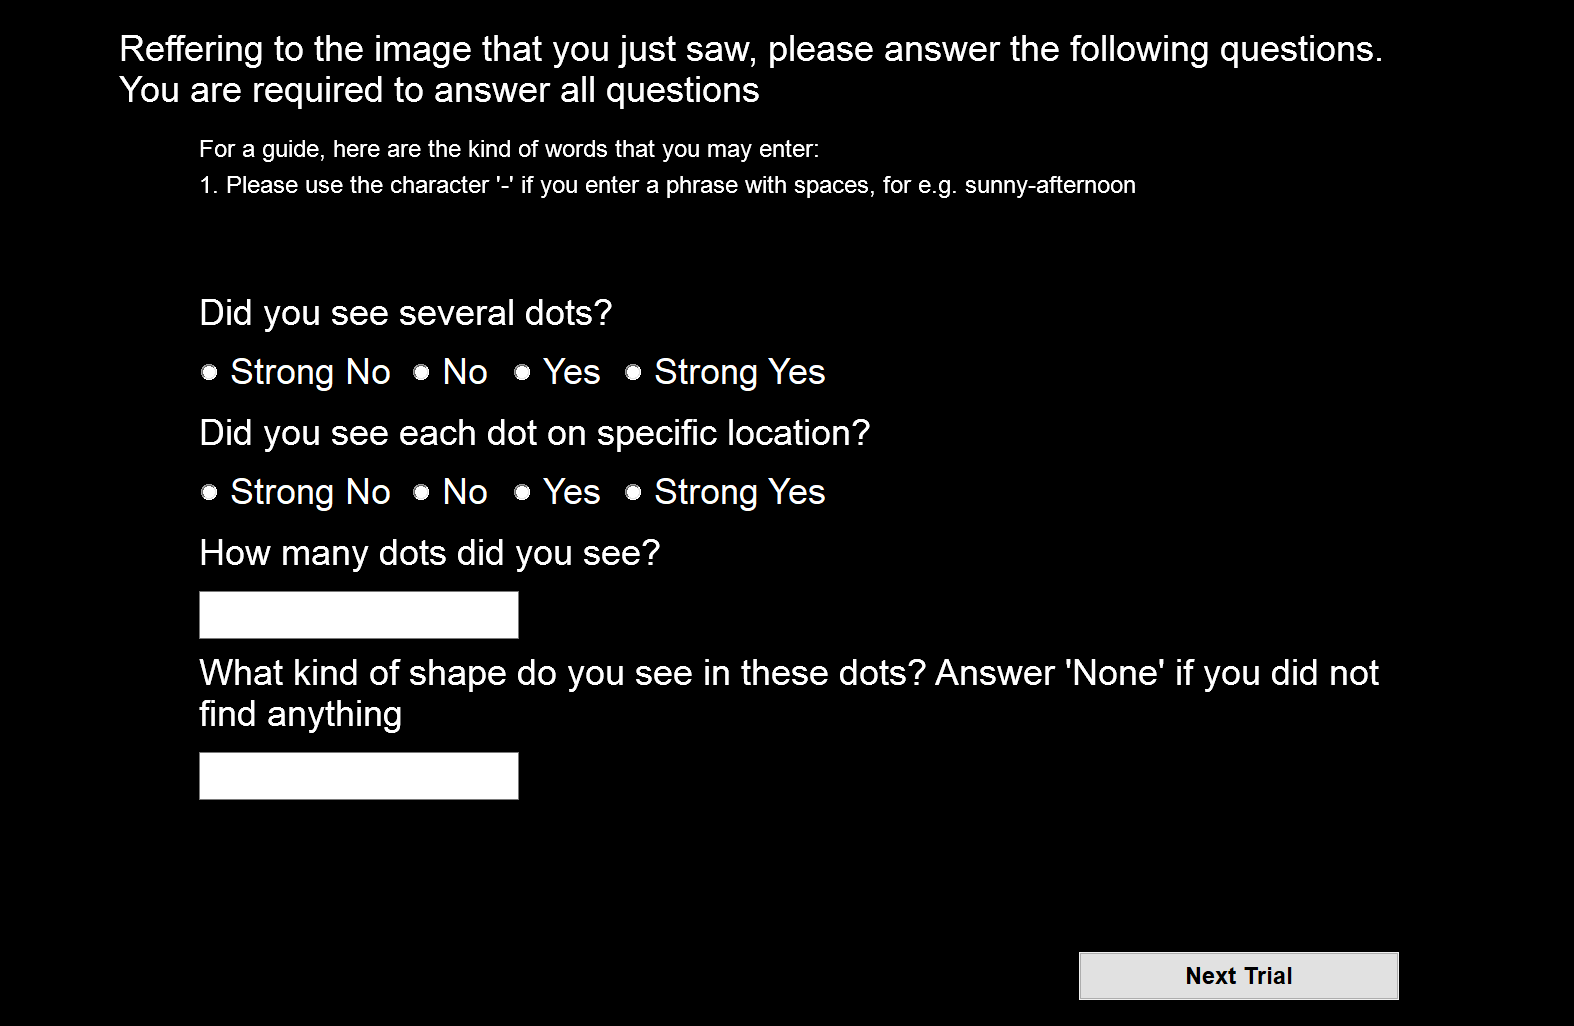 Reffering to the image that you just saw, please answer the following questions.
You are required to answer all questions
For a guide, here are the kind of words that you may enter:
1. Please use the character '-' if you enter a phrase with spaces, for e.g. sunny-afternoon
Did you see several dots?
Strong No No Yes Strong Yes
Did you see each dot on specific location?
Strong No No Yes Strong Yes
How many dots did you see?
What kind of shape do you see in these dots? Answer 'None' if you did not
find anything
Next Trial